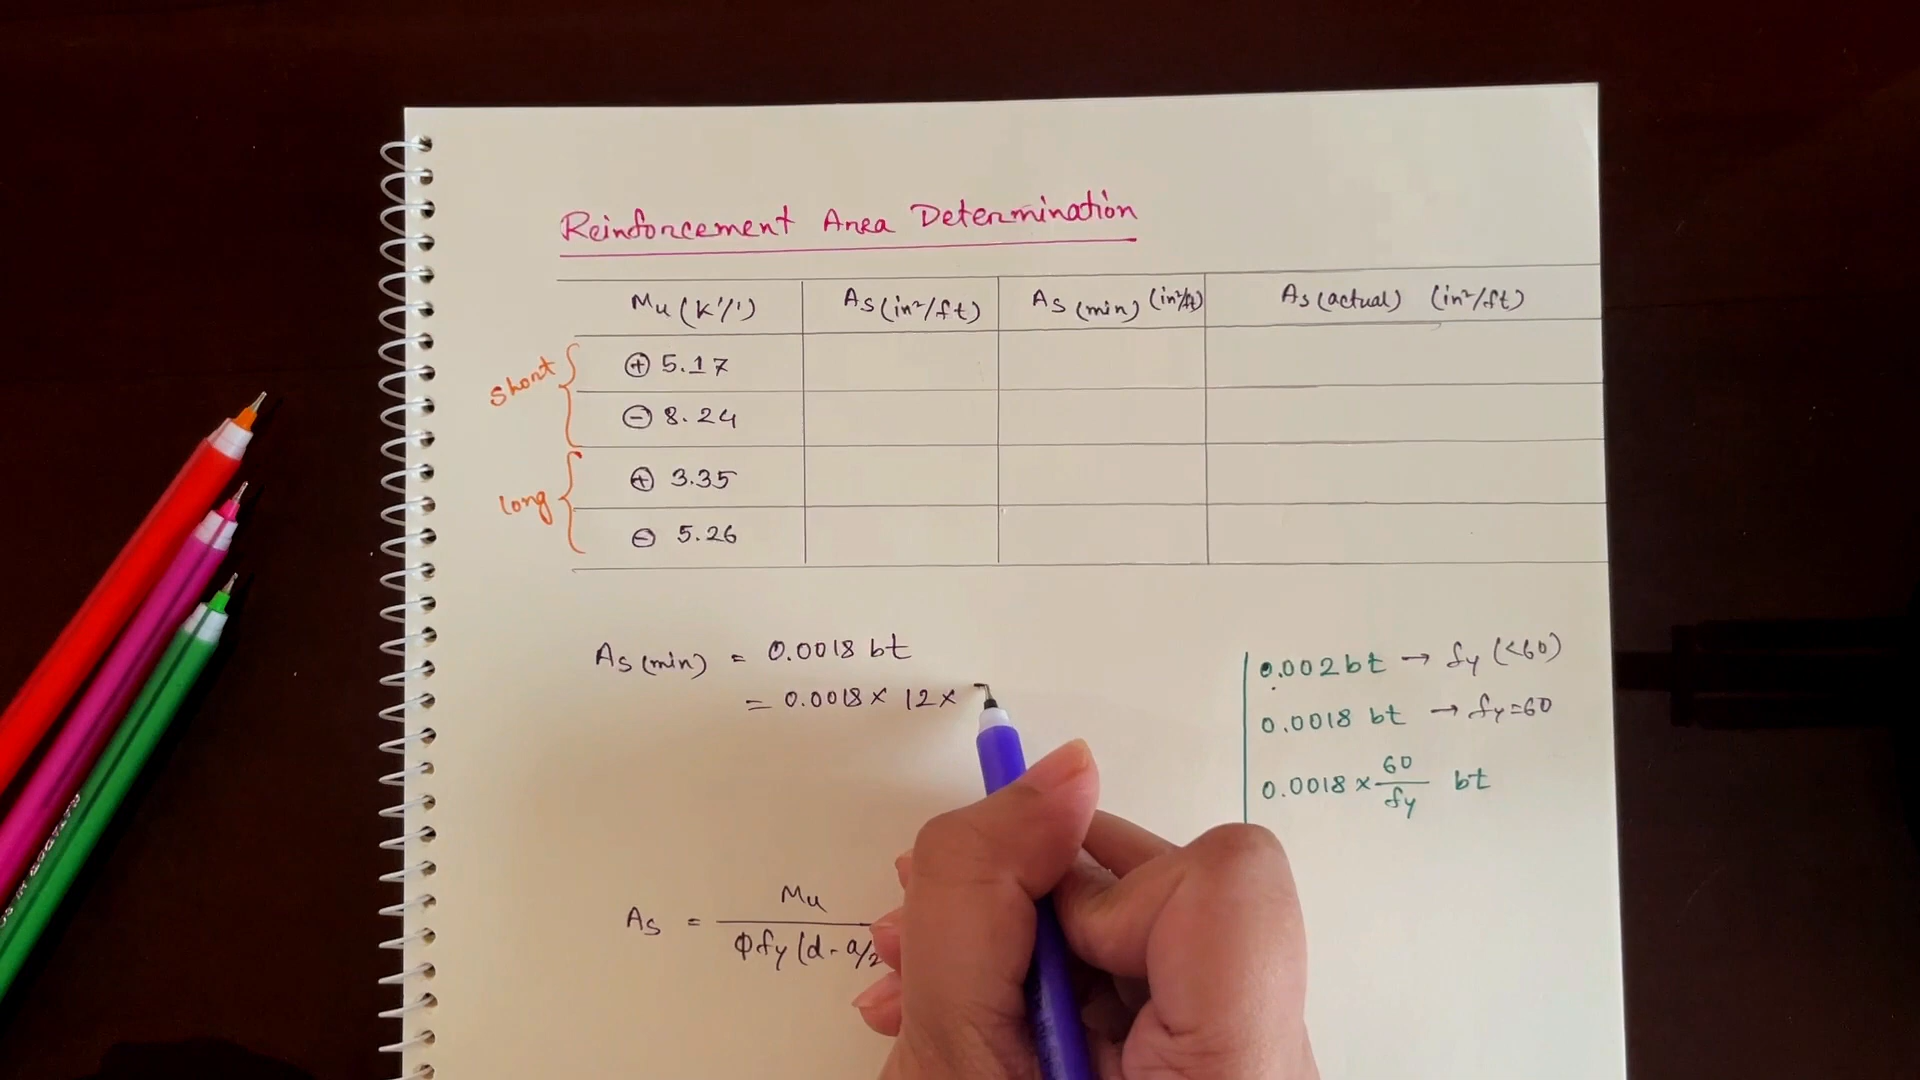 Reinforcement Area Determination
Mu (K'/') As (in²/ft) As (min) (in²/ft) As (actual) (in²/ft)
short
⊕ 5.17
⊖ 8.24
long
⊕ 3.35
⊖ 5.26
As (min) = 0.0018 bt
= 0.0018 × 12 ×
0.002 bt → fy (<60)
0.0018 bt → fy=60
0.0018 × 60/fy bt
As = Mu / φfy (d - a/2